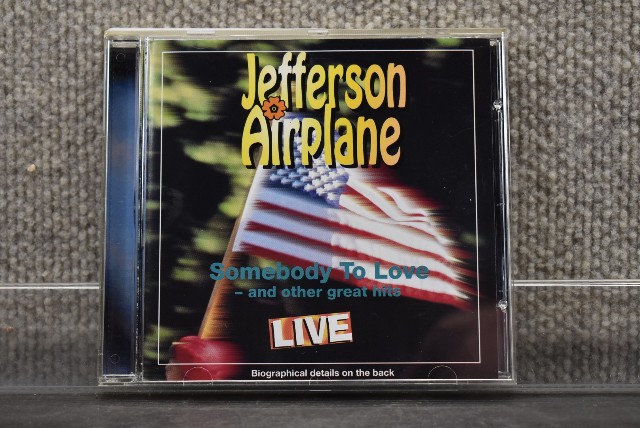 Jefferson
Airplane
Somebody To Love
– and other great hits
LIVE
Biographical details on the back